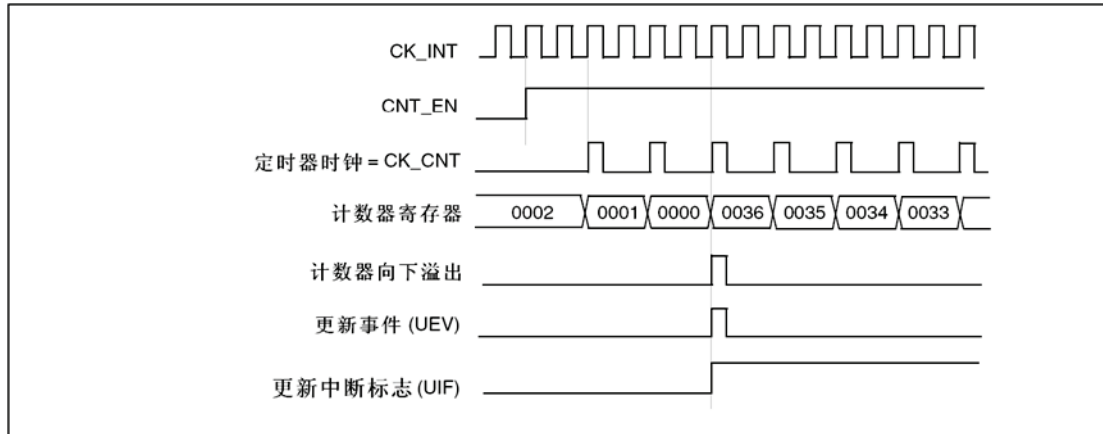 CK_INT
CNT_EN
定时器时钟 = CK_CNT
计数器寄存器 0002 0001 0000 0036 0035 0034 0033
计数器向下溢出
更新事件 (UEV)
更新中断标志 (UIF)